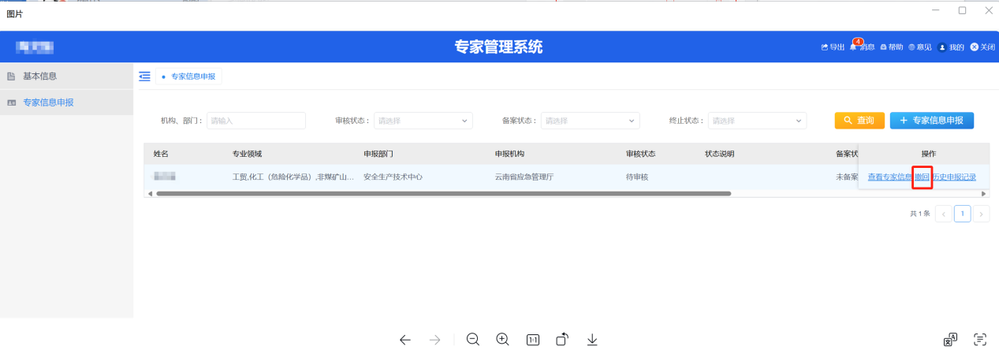 图片
专家管理系统
导出 4 消息 帮助 意见 我的 关闭
基本信息
专家信息申报
专家信息申报
机构、部门： 请输入 审核状态： 请选择 备案状态： 请选择 终止状态： 请选择 查询 + 专家信息申报
姓名 专业领域 申报部门 申报机构 审核状态 状态说明 备案状 操作
工贸,化工（危险化学品）,非煤矿山... 安全生产技术中心 云南省应急管理厅 待审核 未备案 查看专家信息 撤回 历史申报记录
共 1 条 < 1 >
1:1